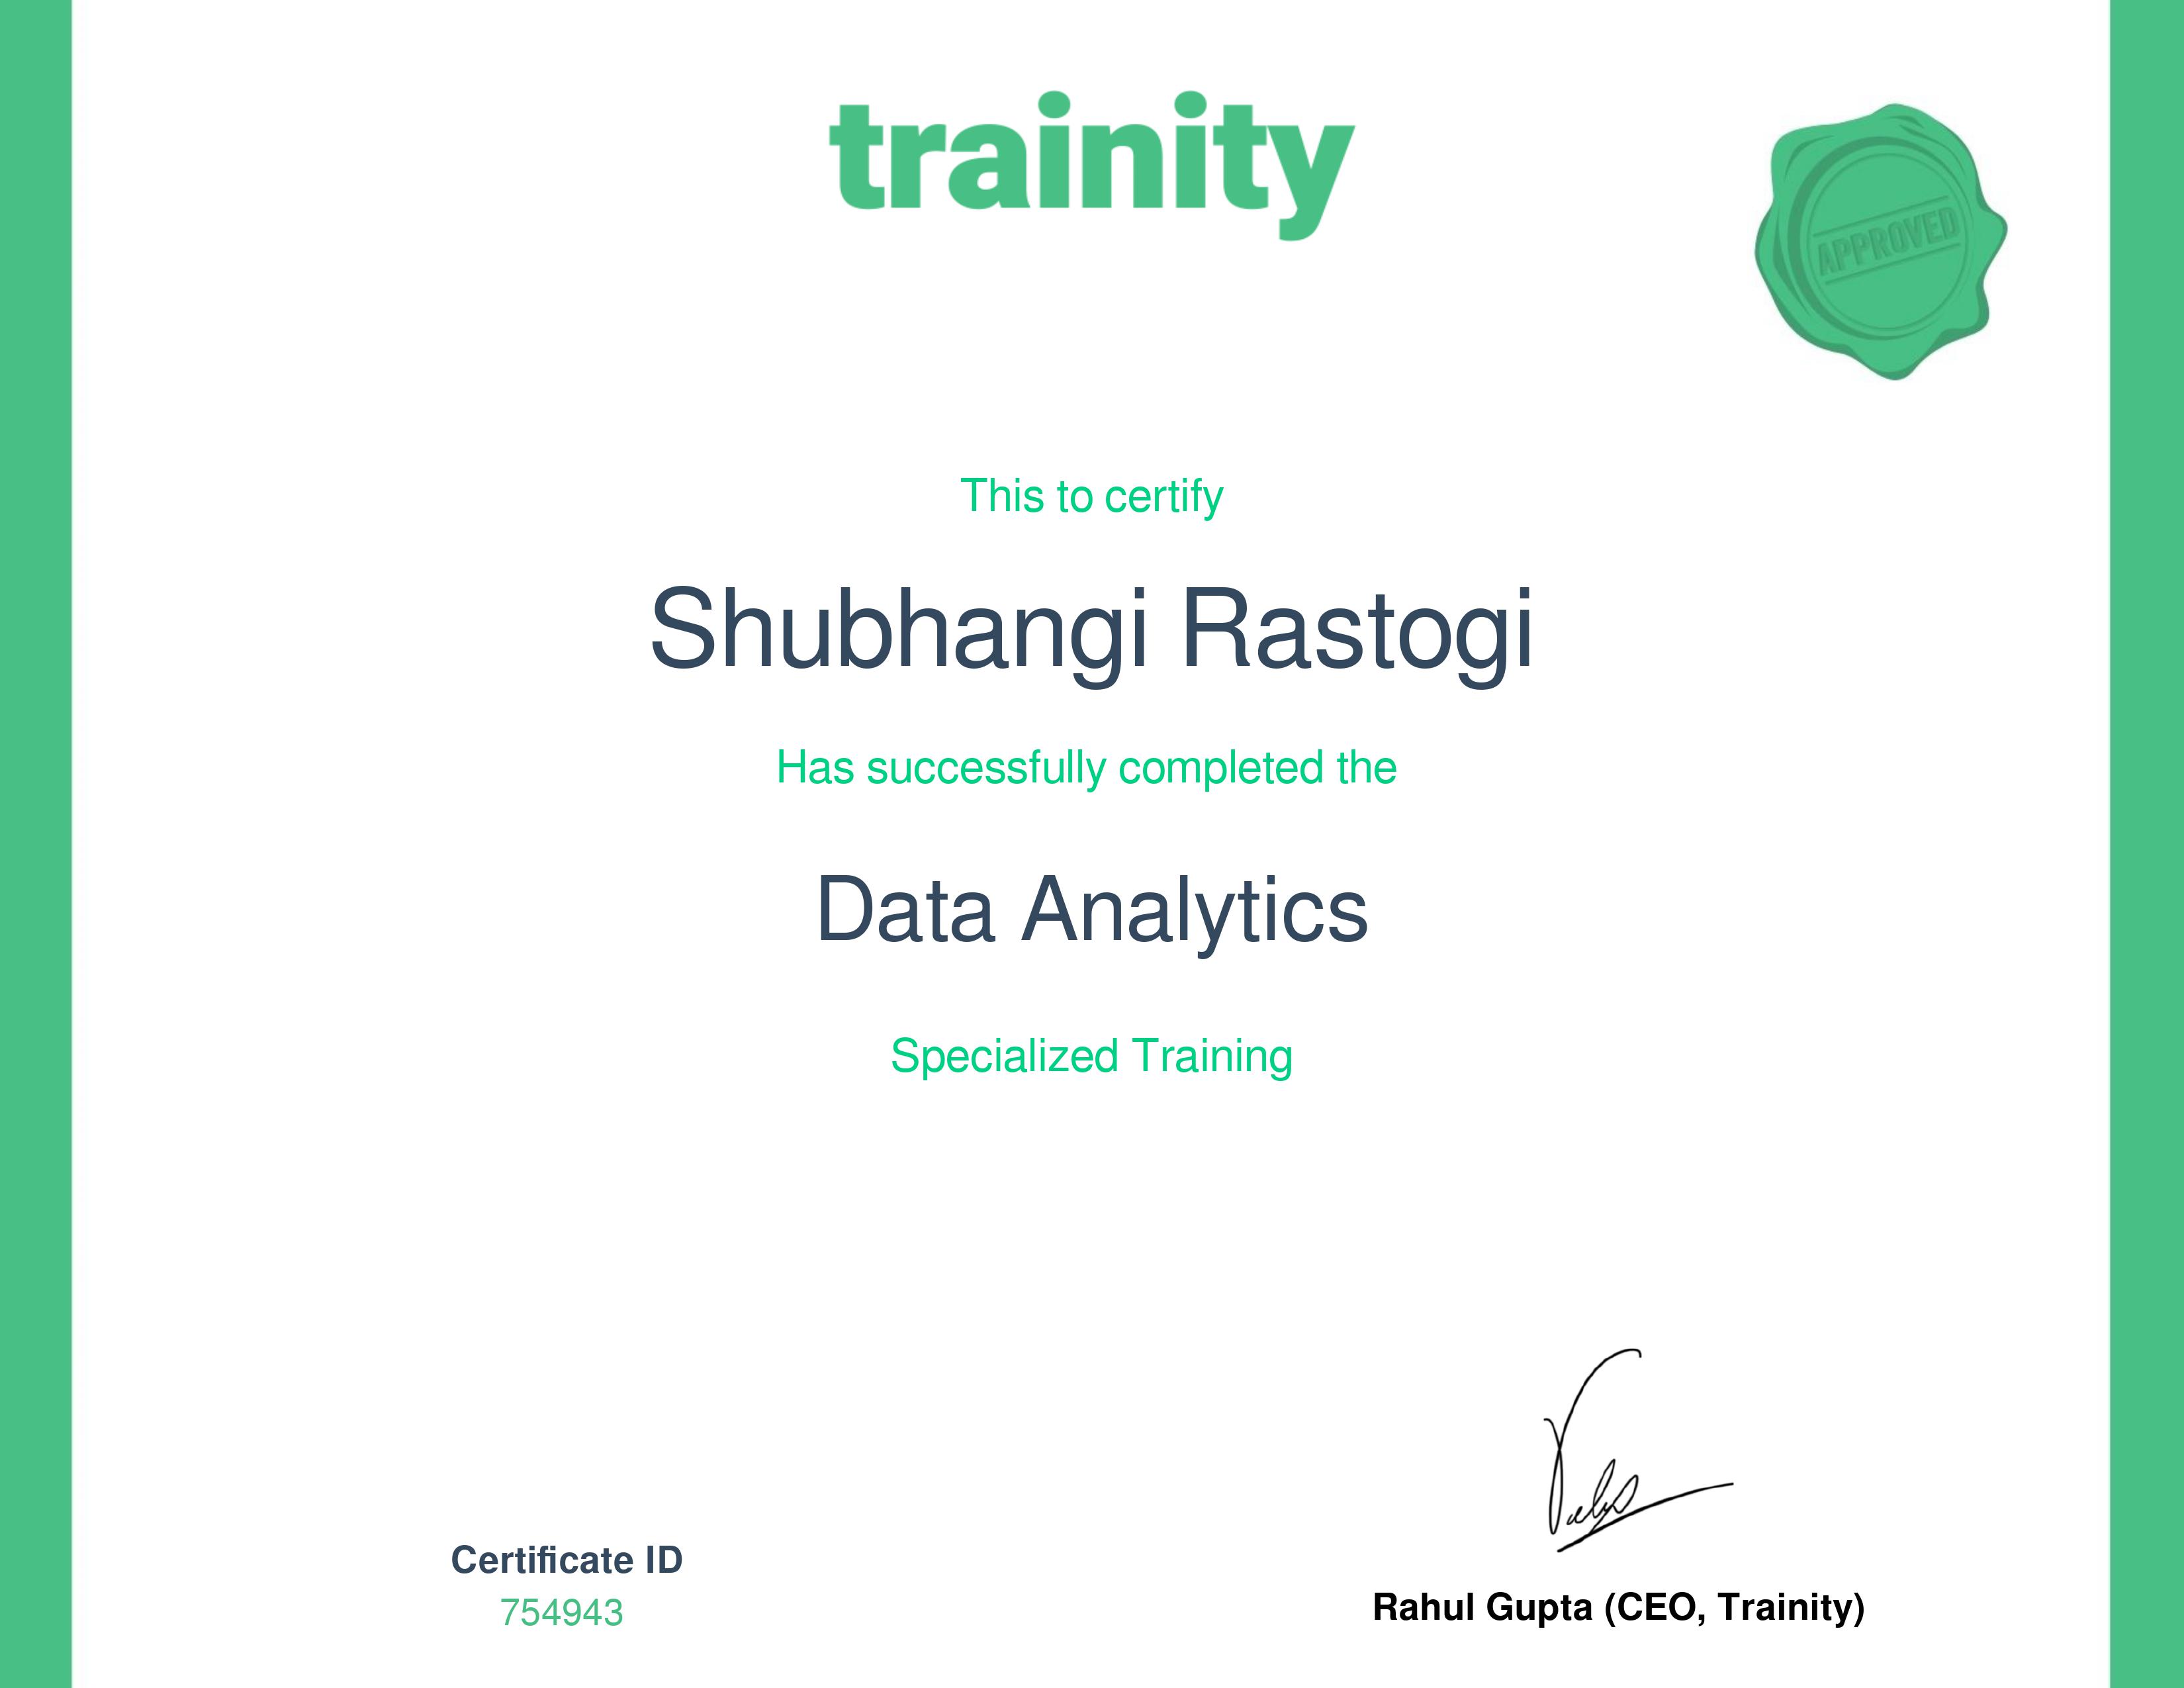 trainity
APPROVED
This to certify
Shubhangi Rastogi
Has successfully completed the
Data Analytics
Specialized Training
Certificate ID
754943
Rahul Gupta (CEO, Trainity)